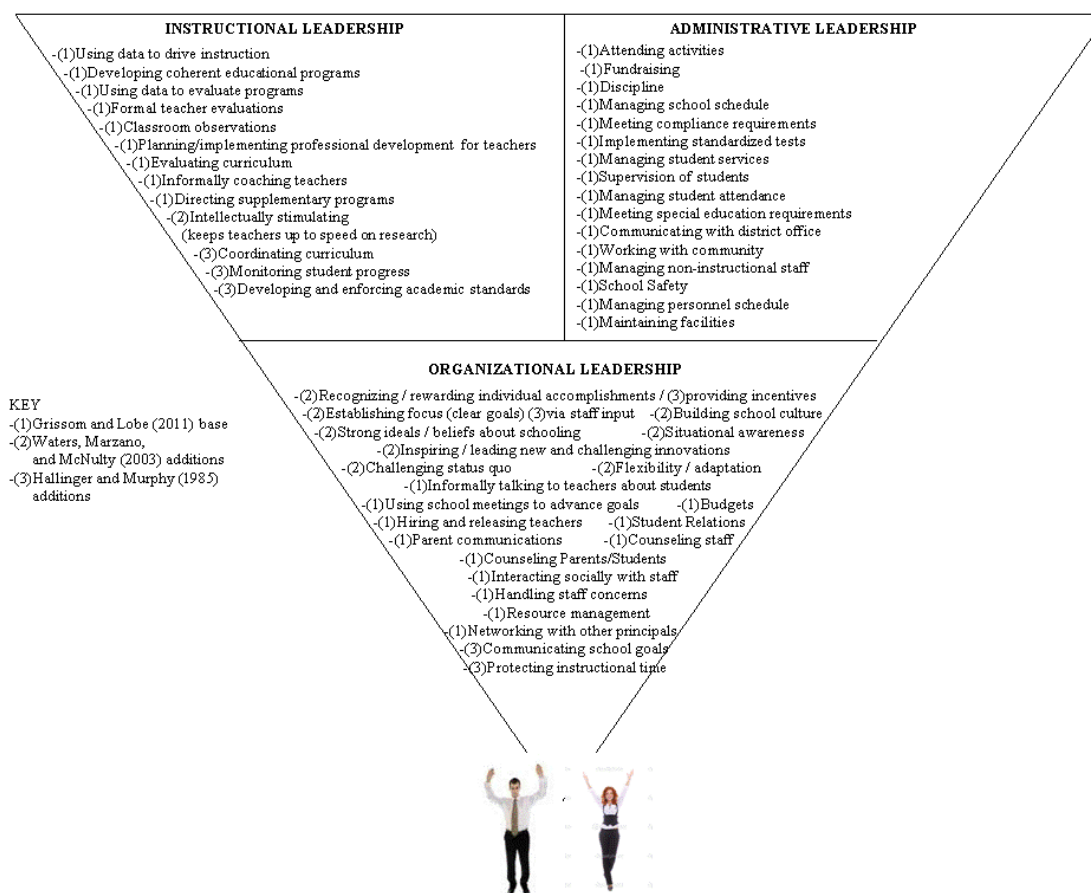 INSTRUCTIONAL LEADERSHIP
-(1)Using data to drive instruction
-(1)Developing coherent educational programs
-(1)Using data to evaluate programs
-(1)Formal teacher evaluations
-(1)Classroom observations
-(1)Planning/implementing professional development for teachers
-(1)Evaluating curriculum
-(1)Informally coaching teachers
-(1)Directing supplementary programs
-(2)Intellectually stimulating
(keeps teachers up to speed on research)
-(3)Coordinating curriculum
-(3)Monitoring student progress
-(3)Developing and enforcing academic standards
ADMINISTRATIVE LEADERSHIP
-(1)Attending activities
-(1)Fundraising
-(1)Discipline
-(1)Managing school schedule
-(1)Meeting compliance requirements
-(1)Implementing standardized tests
-(1)Managing student services
-(1)Supervision of students
-(1)Managing student attendance
-(1)Meeting special education requirements
-(1)Communicating with district office
-(1)Working with community
-(1)Managing non-instructional staff
-(1)School Safety
-(1)Managing personnel schedule
-(1)Maintaining facilities
ORGANIZATIONAL LEADERSHIP
-(2)Recognizing / rewarding individual accomplishments / (3)providing incentives
-(2)Establishing focus (clear goals) (3)via staff input -(2)Building school culture
-(2)Strong ideals / beliefs about schooling -(2)Situational awareness
-(2)Inspiring / leading new and challenging innovations
-(2)Challenging status quo -(2)Flexibility / adaptation
-(1)Informally talking to teachers about students
-(1)Using school meetings to advance goals -(1)Budgets
-(1)Hiring and releasing teachers -(1)Student Relations
-(1)Parent communications -(1)Counseling staff
-(1)Counseling Parents/Students
-(1)Interacting socially with staff
-(1)Handling staff concerns
-(1)Resource management
-(1)Networking with other principals
-(3)Communicating school goals
-(3)Protecting instructional time
KEY
-(1)Grissom and Lobe (2011) base
-(2)Waters, Marzano,
and McNulty (2003) additions
-(3)Hallinger and Murphy (1985)
additions